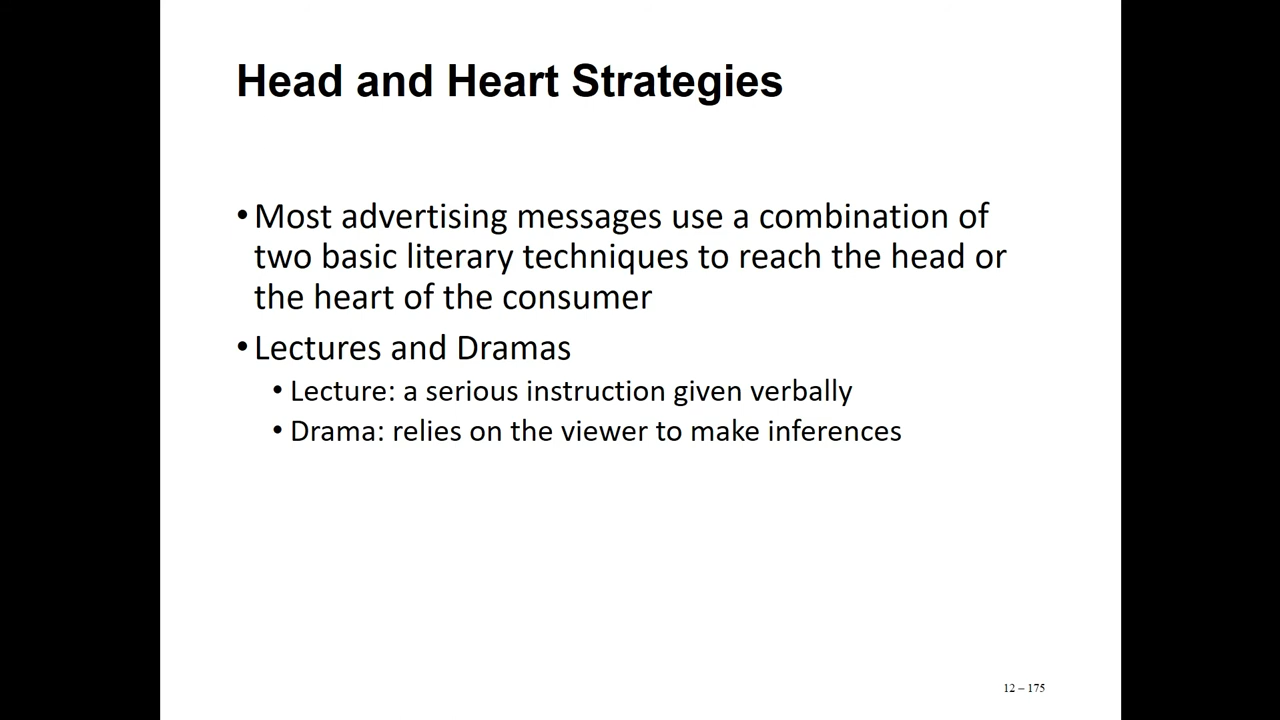 Head and Heart Strategies
• Most advertising messages use a combination of
two basic literary techniques to reach the head or
the heart of the consumer
• Lectures and Dramas
• Lecture: a serious instruction given verbally
• Drama: relies on the viewer to make inferences
12 – 175